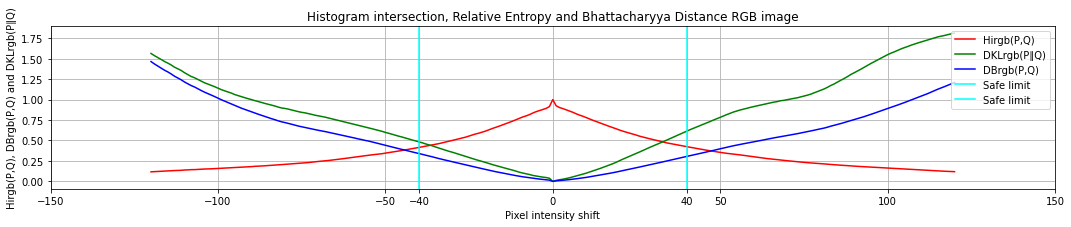 Histogram intersection, Relative Entropy and Bhattacharyya Distance RGB image
Hirgb(P,Q), DBrgb(P,Q) and DKLrgb(P‖Q)
1.75
1.50
1.25
1.00
0.75
0.50
0.25
0.00
Hirgb(P,Q)
DKLrgb(P‖Q)
DBrgb(P,Q)
Safe limit
Safe limit
−150 −100 −50 −40 0 40 50 100 150
Pixel intensity shift